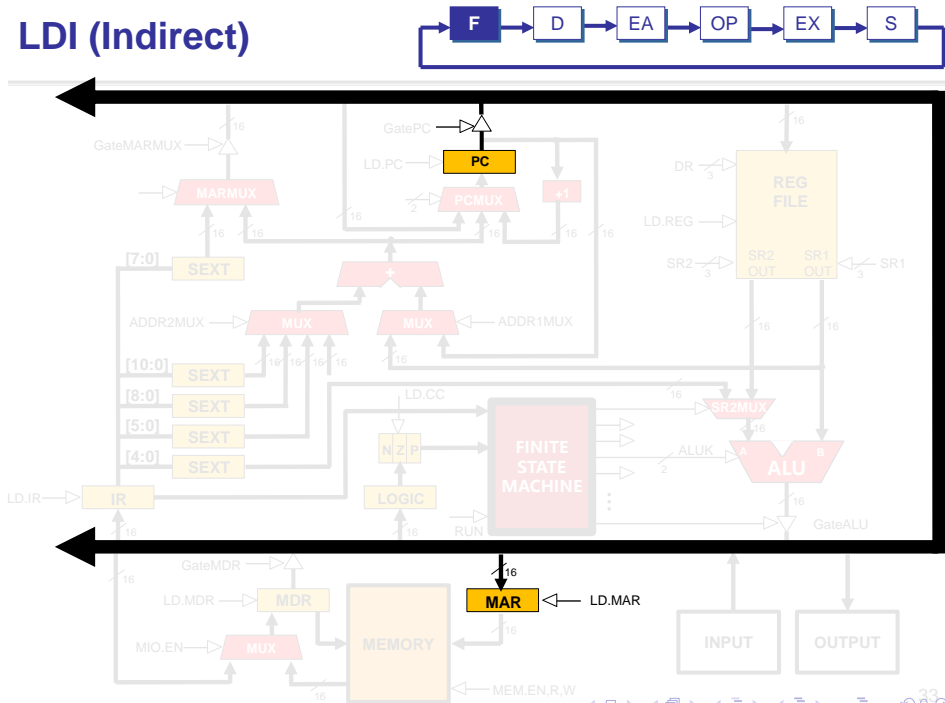 LDI (Indirect)
F D EA OP EX S
16 16
GatePC
GateMARMUX
LD.PC PC
DR 3
REG
FILE
MARMUX
2 PCMUX +1
LD.REG
16 16 16 16 16 16
[7:0] SEXT
SR2 3 SR2 OUT SR1 OUT 3 SR1
+
ADDR2MUX MUX MUX ADDR1MUX
16 16
16 16 16 16 16
[10:0] SEXT
LD.CC 16
[8:0] SEXT
SR2MUX
[5:0] SEXT
N Z P
FINITE
STATE
MACHINE
16
ALUK 2
A B
ALU
[4:0] SEXT
LD.IR IR
LOGIC
16
RUN
GateALU
16 16
GateMDR
16 16
LD.MDR MDR
MAR LD.MAR
16
MIO.EN MUX
MEMORY
INPUT OUTPUT
16
MEM.EN,R,W
33